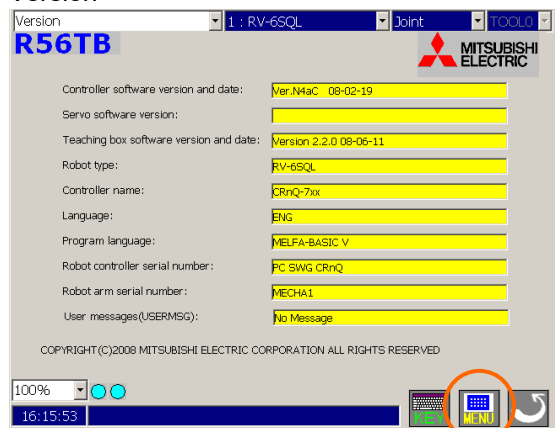 Version
Version 1 : RV-6SQL Joint TOOL0
R56TB
MITSUBISHI
ELECTRIC
Controller software version and date: Ver.N4aC 08-02-19
Servo software version:
Teaching box software version and date: Version 2.2.0 08-06-11
Robot type: RV-6SQL
Controller name: CRnQ-7xx
Language: ENG
Program language: MELFA-BASIC V
Robot controller serial number: PC SWG CRnQ
Robot arm serial number: MECHA1
User messages(USERMSG): No Message
COPYRIGHT(C)2008 MITSUBISHI ELECTRIC CORPORATION ALL RIGHTS RESERVED
100%
16:15:53 KEY MENU